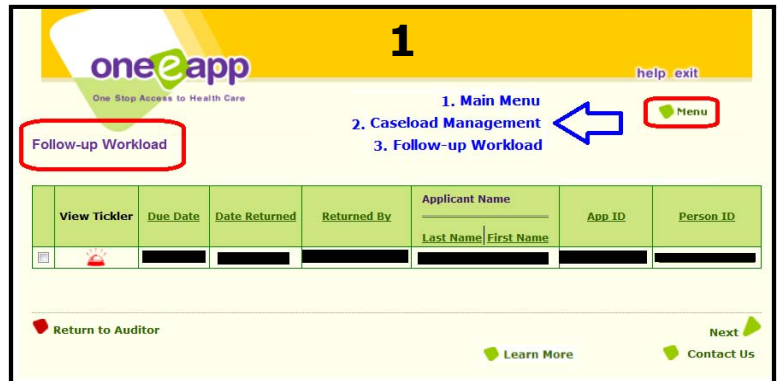 1
one e app
One Stop Access to Health Care
help exit
1. Main Menu
2. Caseload Management
3. Follow-up Workload
Menu
Follow-up Workload
View Tickler Due Date Date Returned Returned By Applicant Name App ID Person ID
Last Name First Name
Return to Auditor
Next
Learn More
Contact Us